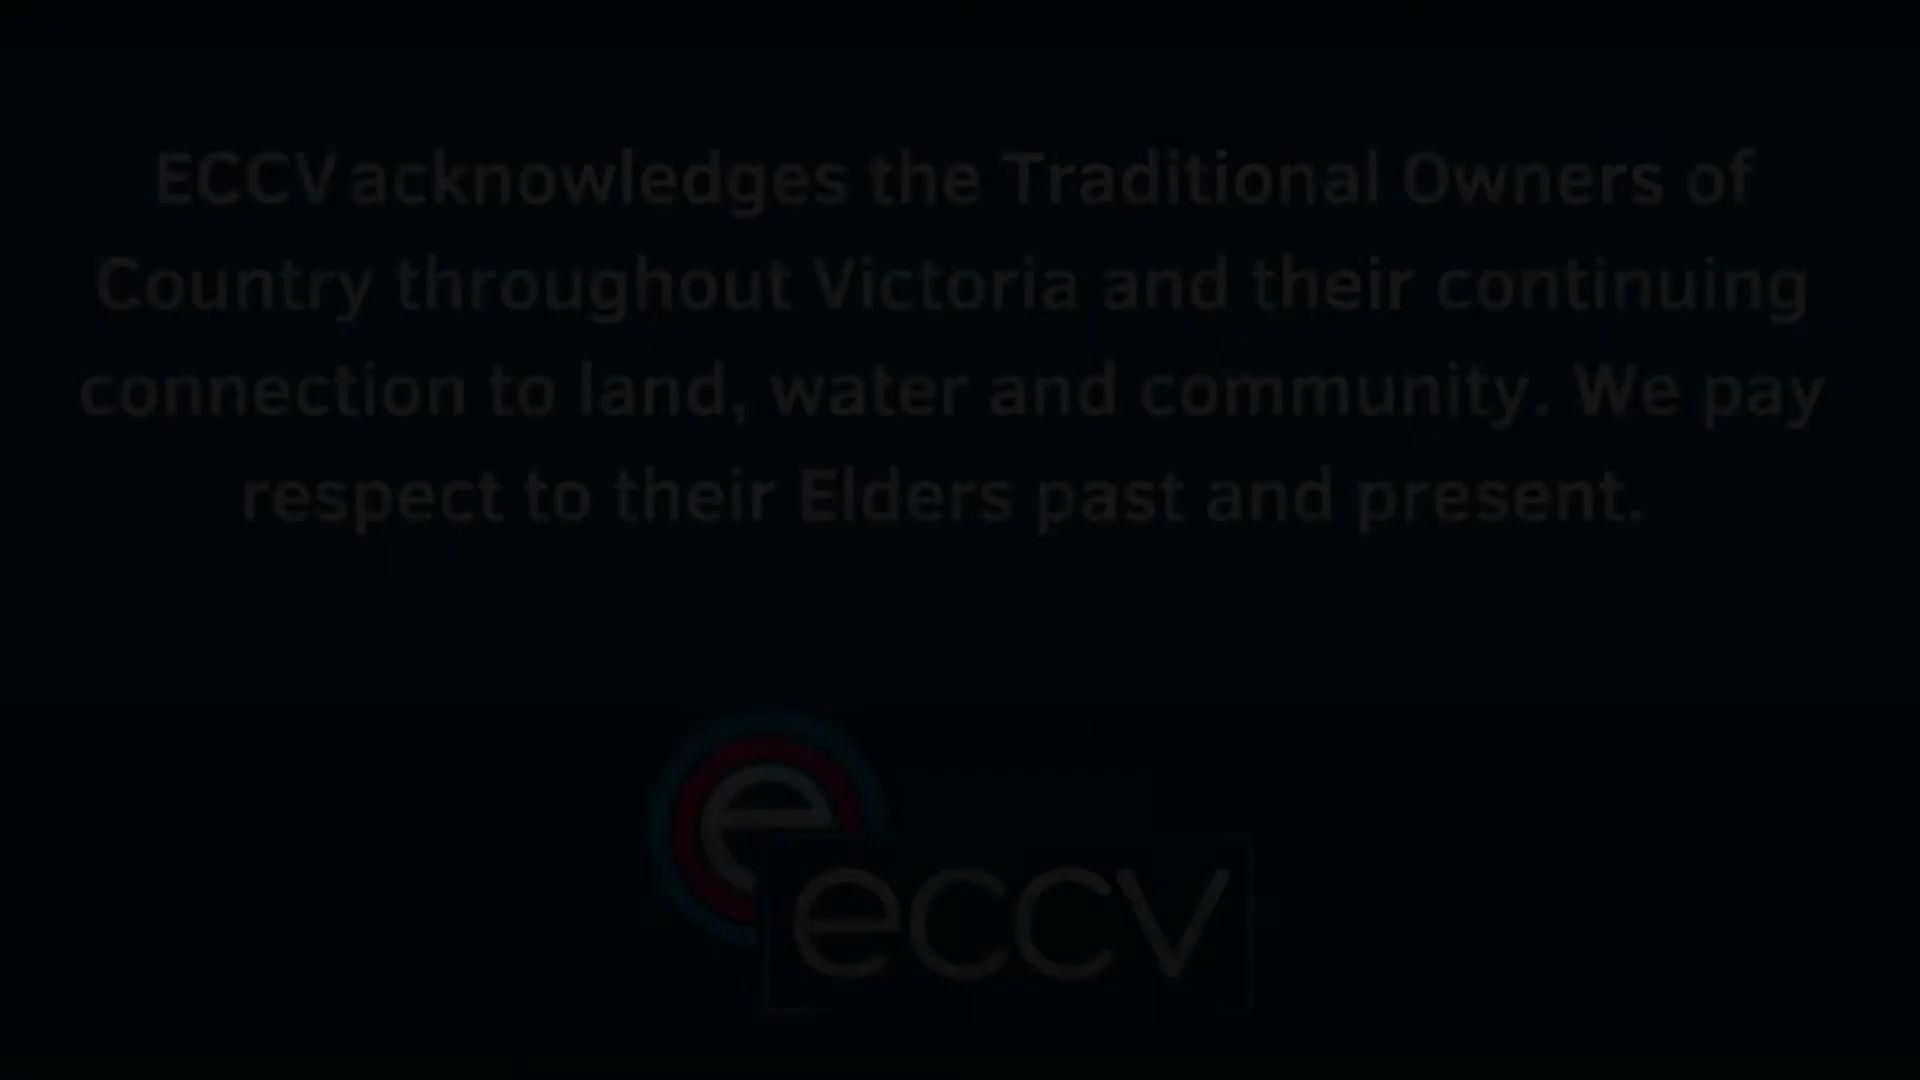 ECCV acknowledges the Traditional Owners of
Country throughout Victoria and their continuing
connection to land, water and community. We pay
respect to their Elders past and present.
e
eccv